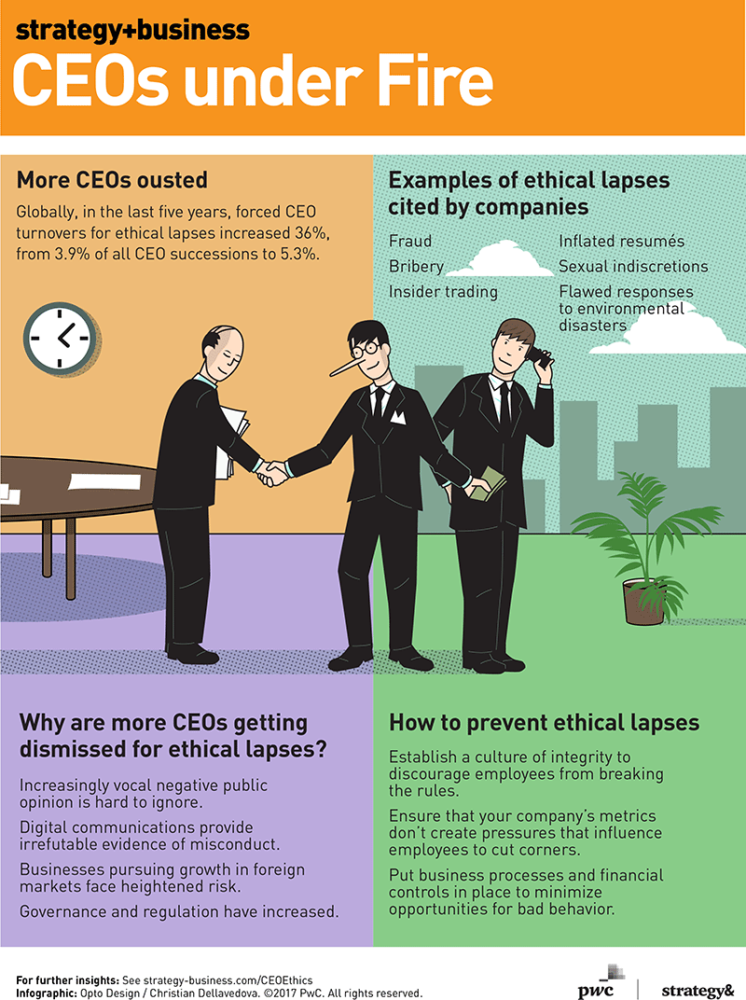 strategy+business
CEOs under Fire
More CEOs ousted
Globally, in the last five years, forced CEO
turnovers for ethical lapses increased 36%,
from 3.9% of all CEO successions to 5.3%.
Examples of ethical lapses
cited by companies
Fraud
Bribery
Insider trading
Inflated resumés
Sexual indiscretions
Flawed responses
to environmental
disasters
Why are more CEOs getting
dismissed for ethical lapses?
Increasingly vocal negative public
opinion is hard to ignore.
Digital communications provide
irrefutable evidence of misconduct.
Businesses pursuing growth in foreign
markets face heightened risk.
Governance and regulation have increased.
How to prevent ethical lapses
Establish a culture of integrity to
discourage employees from breaking
the rules.
Ensure that your company’s metrics
don’t create pressures that influence
employees to cut corners.
Put business processes and financial
controls in place to minimize
opportunities for bad behavior.
For further insights: See strategy-business.com/CEOEthics
Infographic: Opto Design / Christian Dellavedova. ©2017 PwC. All rights reserved.
pwc
strategy&